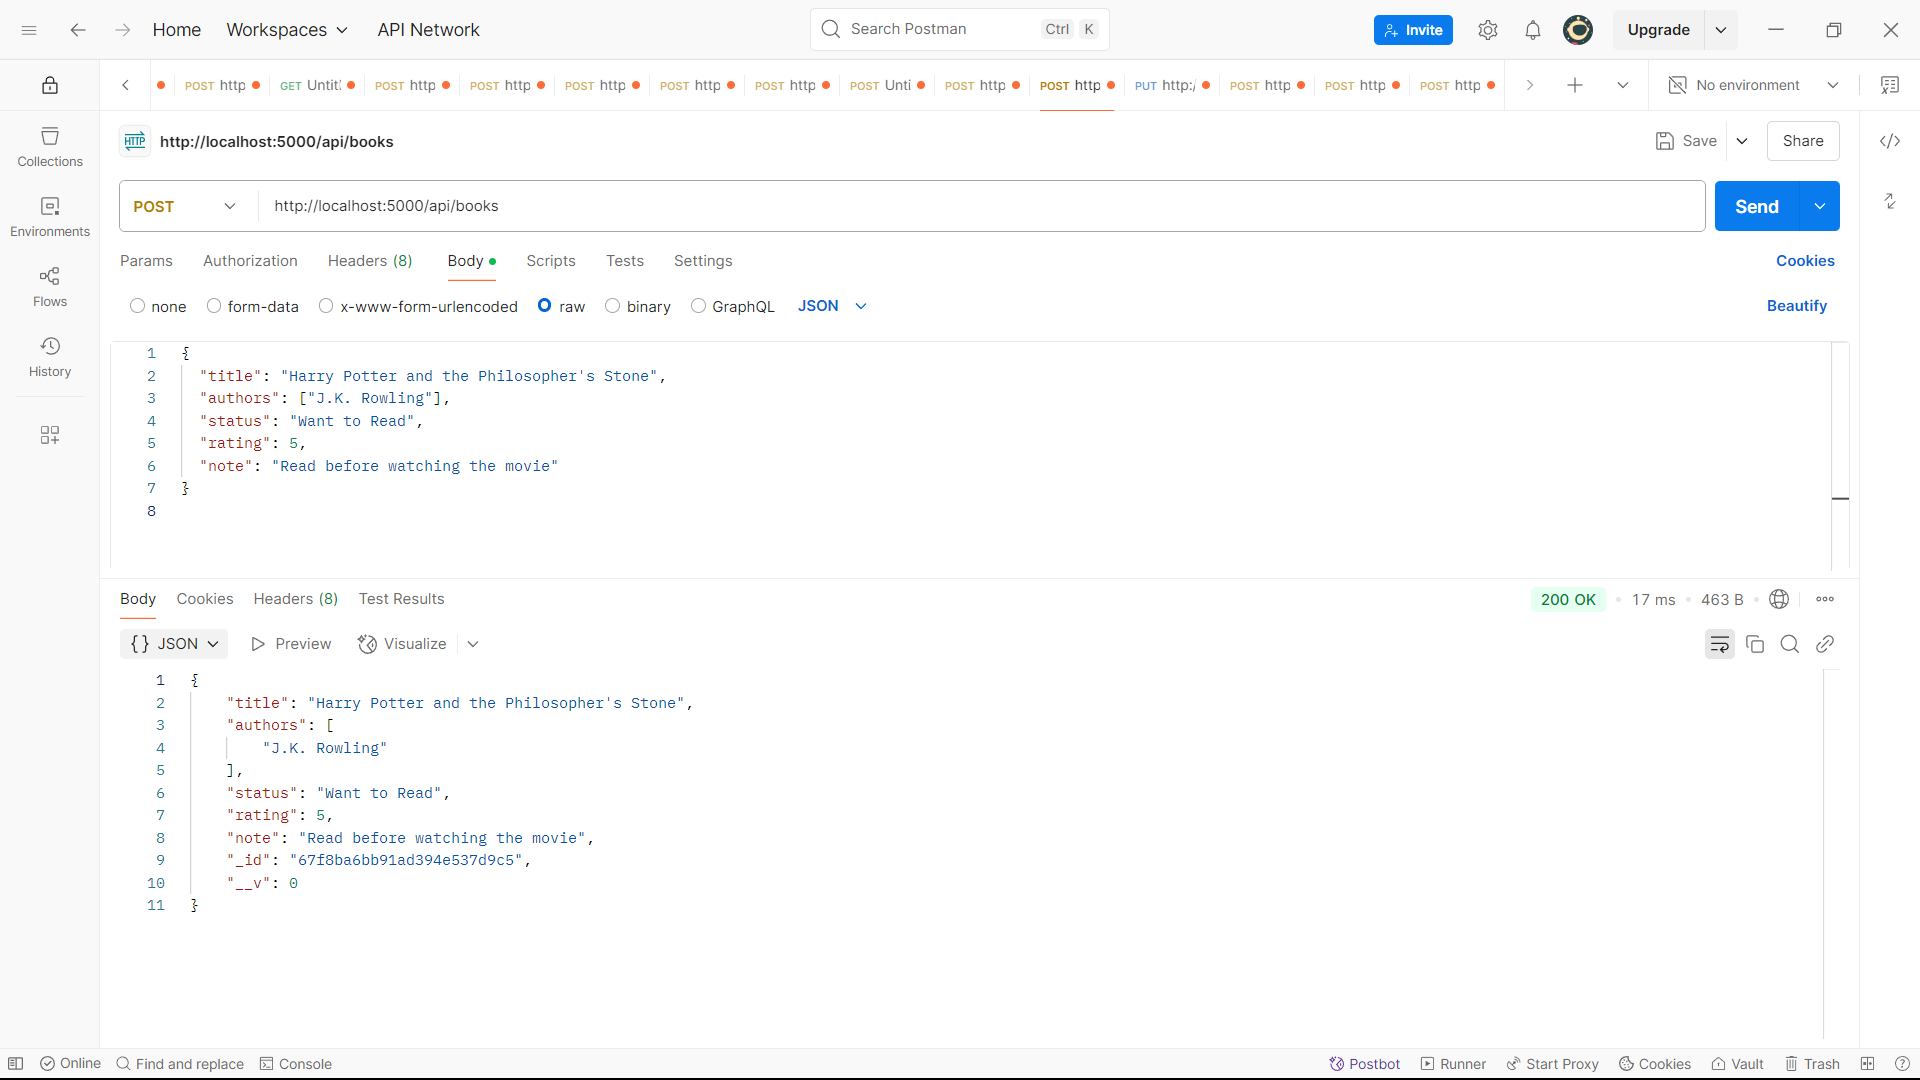 Home Workspaces API Network Search Postman Ctrl K Invite Upgrade
POST http GET Untit POST http POST http POST http POST http POST http POST Unti POST http POST http PUT http:/ POST http POST http POST http No environment
HTTP http://localhost:5000/api/books Save Share
Collections
POST http://localhost:5000/api/books Send
Environments
Params Authorization Headers (8) Body Scripts Tests Settings Cookies
Flows
none form-data x-www-form-urlencoded raw binary GraphQL JSON Beautify
History
1 {
2 "title": "Harry Potter and the Philosopher's Stone",
3 "authors": ["J.K. Rowling"],
4 "status": "Want to Read",
5 "rating": 5,
6 "note": "Read before watching the movie"
7 }
8
Body Cookies Headers (8) Test Results 200 OK 17 ms 463 B
{} JSON Preview Visualize
1 {
2 "title": "Harry Potter and the Philosopher's Stone",
3 "authors": [
4 "J.K. Rowling"
5 ],
6 "status": "Want to Read",
7 "rating": 5,
8 "note": "Read before watching the movie",
9 "_id": "67f8ba6bb91ad394e537d9c5",
10 "__v": 0
11 }
Online Find and replace Console Postbot Runner Start Proxy Cookies Vault Trash